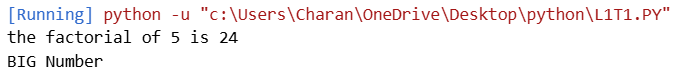 [Running] python -u "c:\Users\Charan\OneDrive\Desktop\python\L1T1.PY"
the factorial of 5 is 24
BIG Number